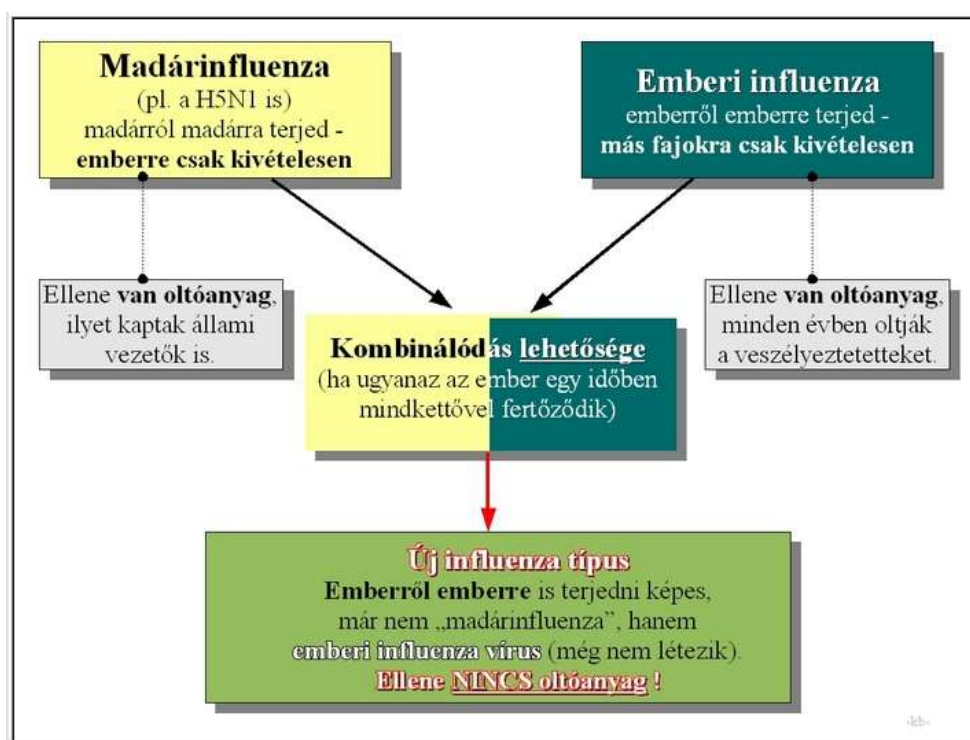 Madárinfluenza
(pl. a H5N1 is)
madárról madárra terjed -
emberre csak kivételesen
Emberi influenza
emberről emberre terjed -
más fajokra csak kivételesen
Ellene van oltóanyag,
ilyet kaptak állami
vezetők is.
Ellene van oltóanyag,
minden évben oltják
a veszélyeztetetteket.
Kombinálódás lehetősége
(ha ugyanaz az ember egy időben
mindkettővel fertőződik)
Új influenza típus
Emberről emberre is terjedni képes,
már nem „madárinfluenza”, hanem
emberi influenza vírus (még nem létezik).
Ellene NINCS oltóanyag !
-kb-